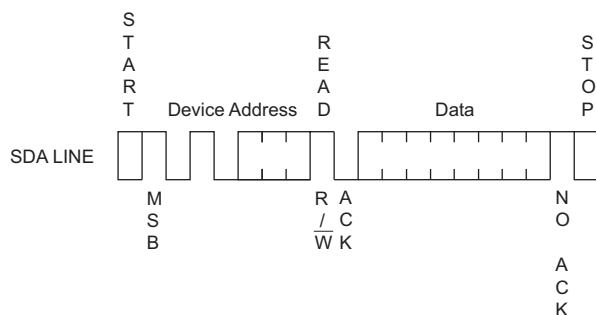 START
READ
STOP
Device Address
Data
SDA LINE
MSB
R/W
ACK
NO ACK